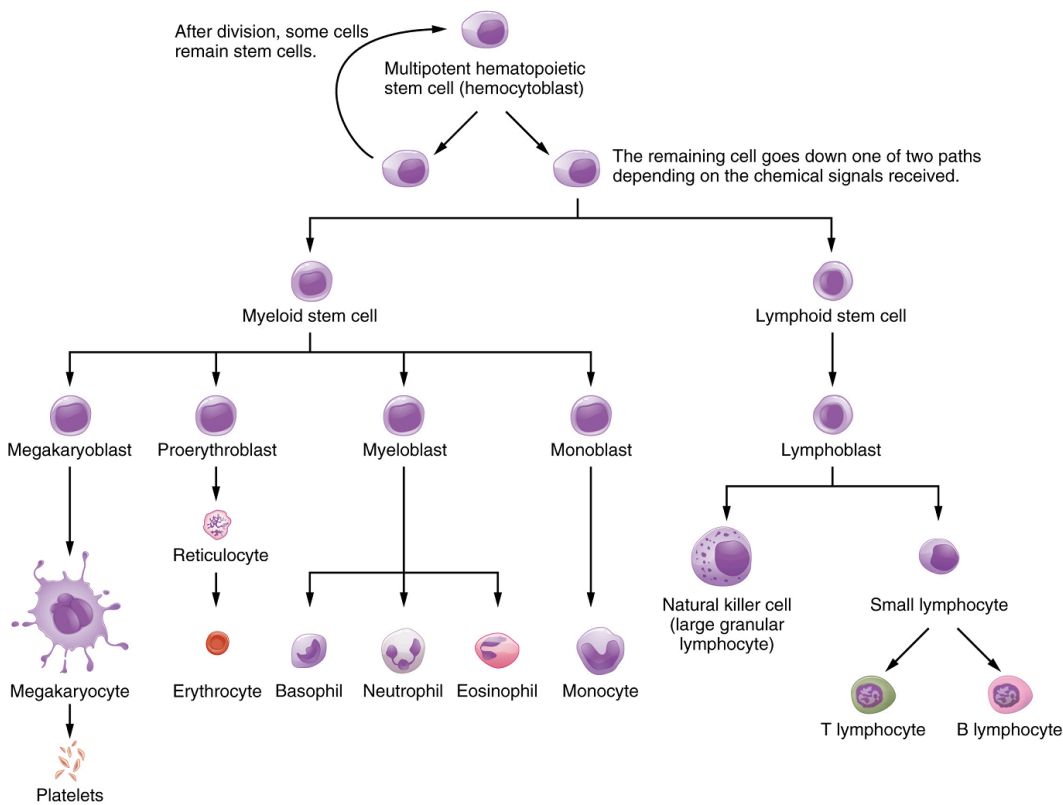 After division, some cells
remain stem cells.
Multipotent hematopoietic
stem cell (hemocytoblast)
The remaining cell goes down one of two paths
depending on the chemical signals received.
Myeloid stem cell
Lymphoid stem cell
Megakaryoblast
Proerythroblast
Myeloblast
Monoblast
Lymphoblast
Reticulocyte
Natural killer cell
(large granular
lymphocyte)
Small lymphocyte
Megakaryocyte
Erythrocyte
Basophil
Neutrophil
Eosinophil
Monocyte
T lymphocyte
B lymphocyte
Platelets